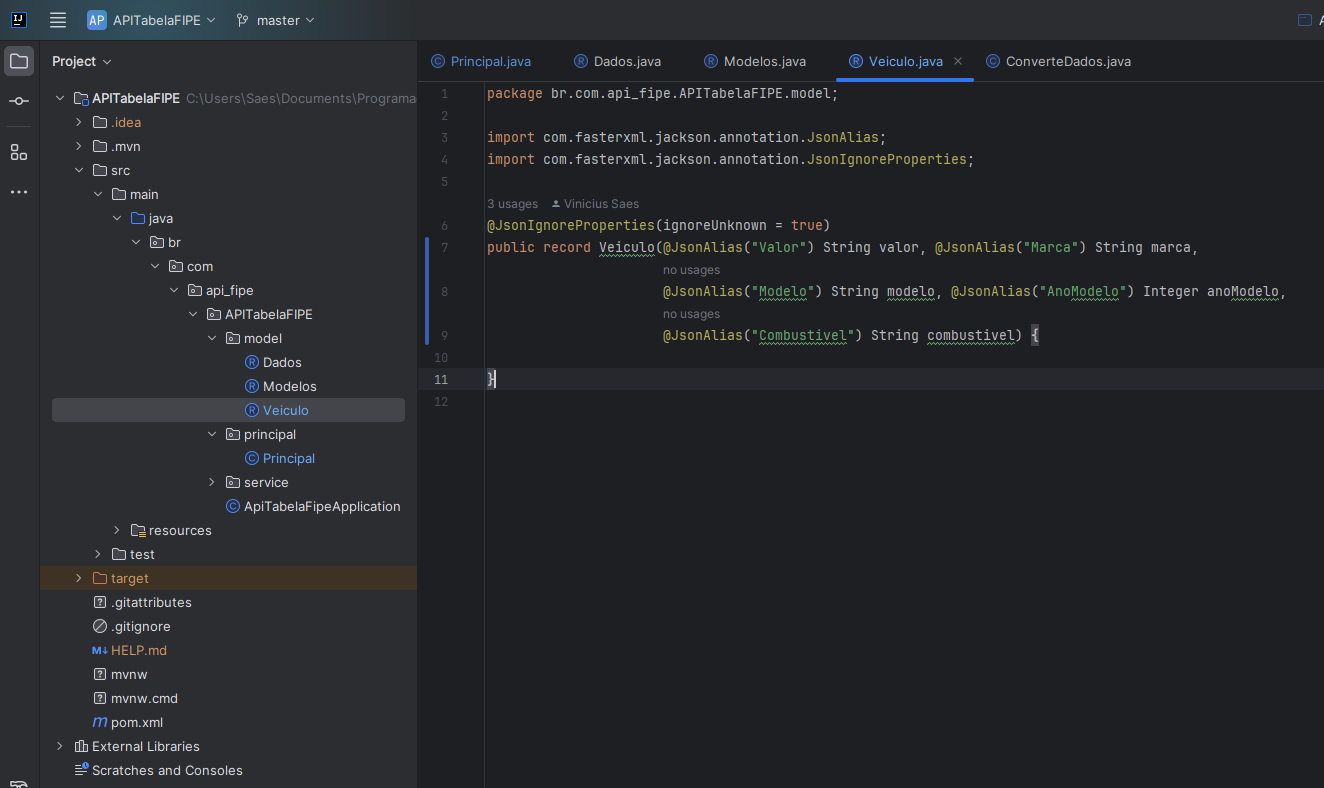 IJ AP APITabelaFIPE master
Project
APITabelaFIPE C:\Users\Saes\Documents\Programa
.idea
.mvn
src
main
java
br
com
api_fipe
APITabelaFIPE
model
Dados
Modelos
Veiculo
principal
Principal
service
ApiTabelaFipeApplication
resources
test
target
.gitattributes
.gitignore
M↓ HELP.md
mvnw
mvnw.cmd
m pom.xml
External Libraries
Scratches and Consoles
Principal.java Dados.java Modelos.java Veiculo.java ConverteDados.java
1 package br.com.api_fipe.APITabelaFIPE.model;
2
3 import com.fasterxml.jackson.annotation.JsonAlias;
4 import com.fasterxml.jackson.annotation.JsonIgnoreProperties;
5
3 usages Vinicius Saes
6 @JsonIgnoreProperties(ignoreUnknown = true)
7 public record Veiculo(@JsonAlias("Valor") String valor, @JsonAlias("Marca") String marca,
no usages
8 @JsonAlias("Modelo") String modelo, @JsonAlias("AnoModelo") Integer anoModelo,
no usages
9 @JsonAlias("Combustivel") String combustivel) {
10
11 }
12